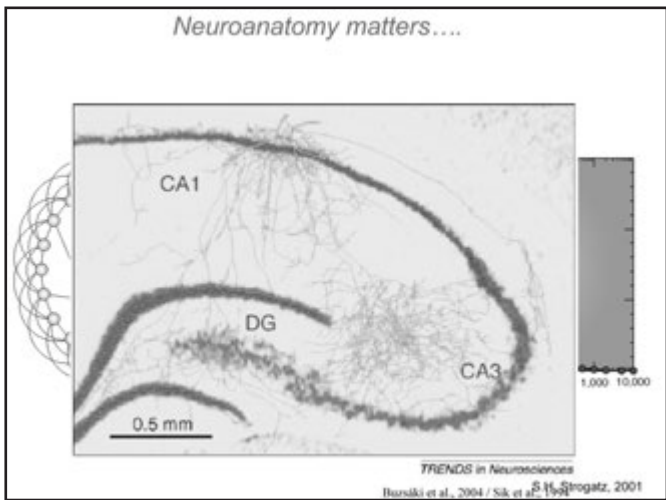 Neuroanatomy matters….
CA1
DG
CA3
0.5 mm
1,000 10,000
TRENDS in Neurosciences
S.H. Strogatz, 2001
Buzsáki et al., 2004 / Sik et al.,